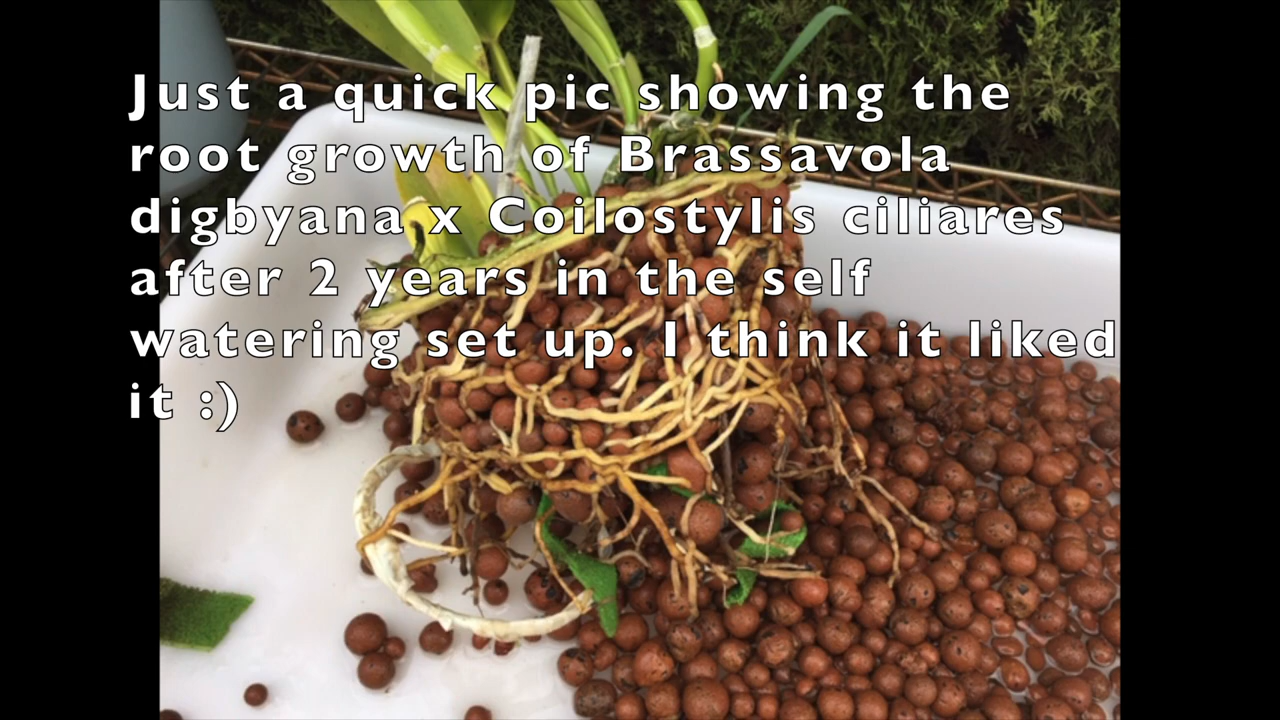 Just a quick pic showing the
root growth of Brassavola
digbyana x Coilostylis ciliares
after 2 years in the self
watering set up. I think it liked
it :)